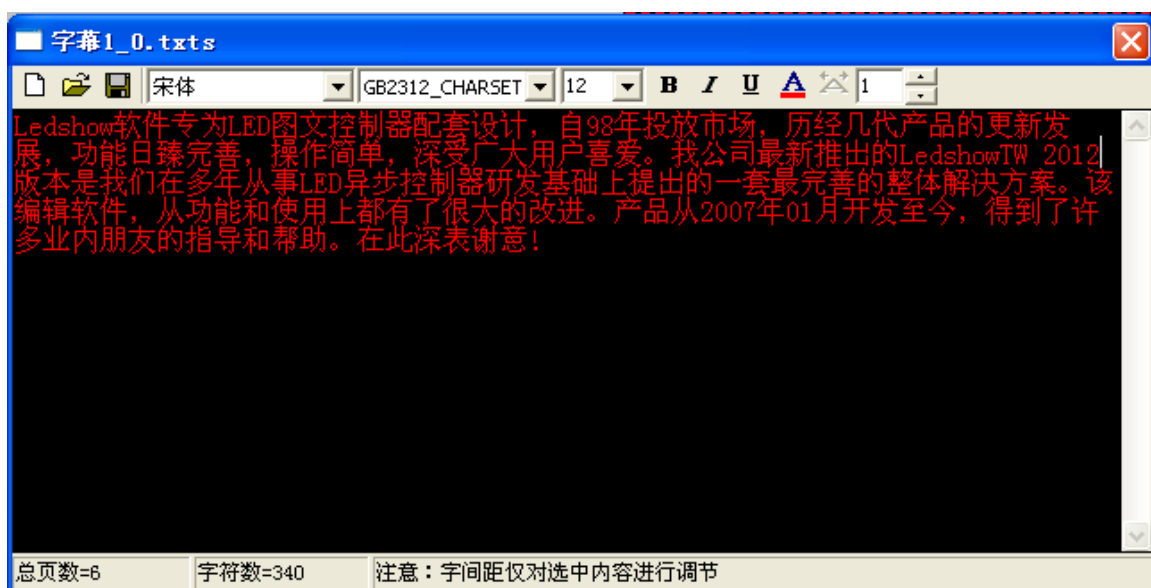 字幕1_0.txts
宋体 GB2312_CHARSET 12 B I U A 1
Ledshow软件专为LED图文控制器配套设计，自98年投放市场，历经几代产品的更新发
展，功能日臻完善，操作简单，深受广大用户喜爱。我公司最新推出的LedshowTW 2012
版本是我们在多年从事LED异步控制器研发基础上提出的一套最完善的整体解决方案。该
编辑软件，从功能和使用上都有了很大的改进。产品从2007年01月开发至今，得到了许
多业内朋友的指导和帮助。在此深表谢意！
总页数=6 字符数=340 注意：字间距仅对选中内容进行调节